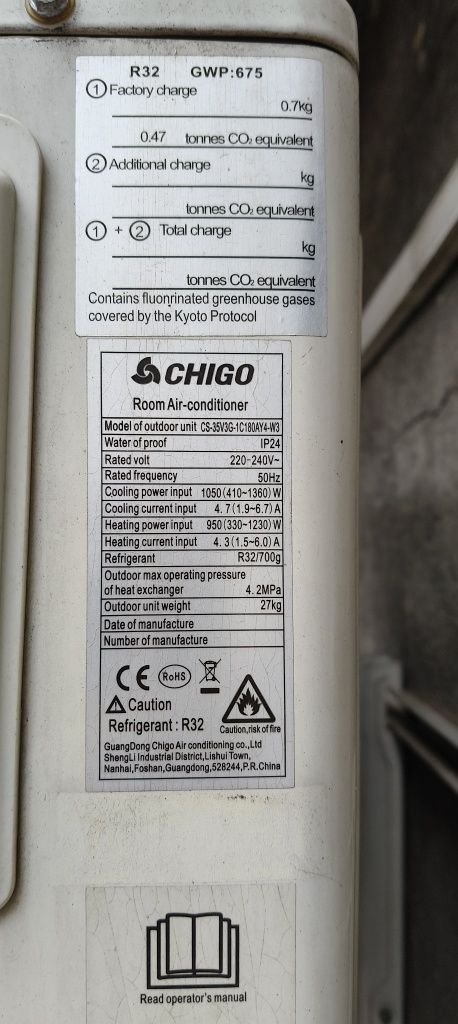 R32 GWP:675
① Factory charge
0.7kg
0.47 tonnes CO₂ equivalent
② Additional charge
kg
tonnes CO₂ equivalent
① + ② Total charge
kg
tonnes CO₂ equivalent
Contains fluonrinated greenhouse gases
covered by the Kyoto Protocol
CHIGO
Room Air-conditioner
Model of outdoor unit CS-35V3G-1C180AY4-W3
Water of proof IP24
Rated volt 220-240V~
Rated frequency 50Hz
Cooling power input 1050(410~1360)W
Cooling current input 4.7(1.9~6.7)A
Heating power input 950(330~1230)W
Heating current input 4.3(1.5~6.0)A
Refrigerant R32/700g
Outdoor max operating pressure
of heat exchanger 4.2MPa
Outdoor unit weight 27kg
Date of manufacture
Number of manufacture
CE RoHS
Caution
Refrigerant : R32
Caution,risk of fire
GuangDong Chigo Air conditioning co.,Ltd
ShengLi Industrial District,Lishui Town,
Nanhai,Foshan,Guangdong,528244,P.R.China
Read operator's manual